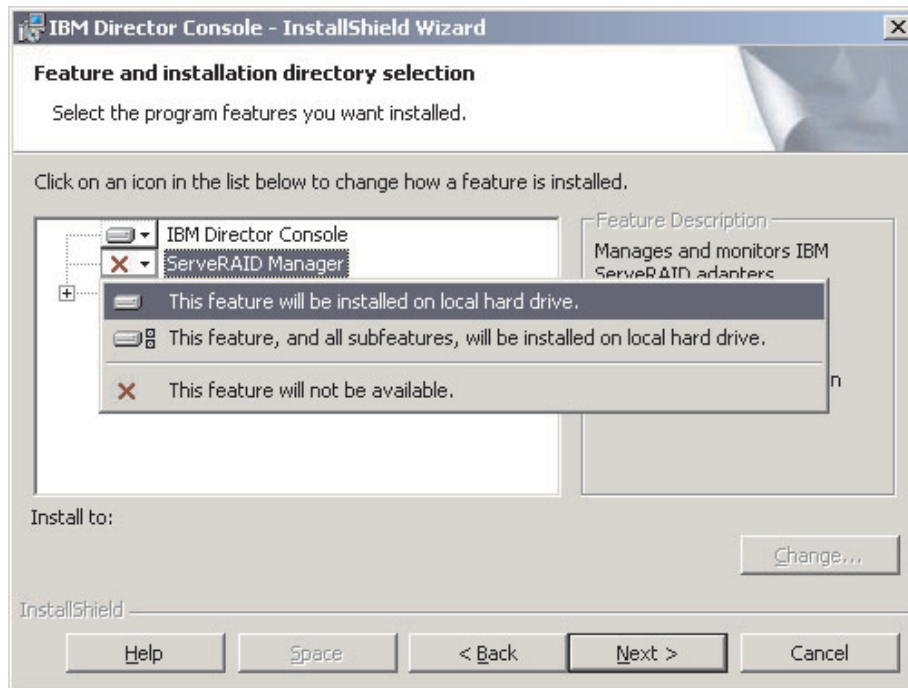 IBM Director Console - InstallShield Wizard
Feature and installation directory selection
Select the program features you want installed.
Click on an icon in the list below to change how a feature is installed.
IBM Director Console
ServeRAID Manager
Feature Description
Manages and monitors IBM
ServeRAID adapters
This feature will be installed on local hard drive.
This feature, and all subfeatures, will be installed on local hard drive.
This feature will not be available.
n
Install to:
Change...
InstallShield
Help
Space
< Back
Next >
Cancel